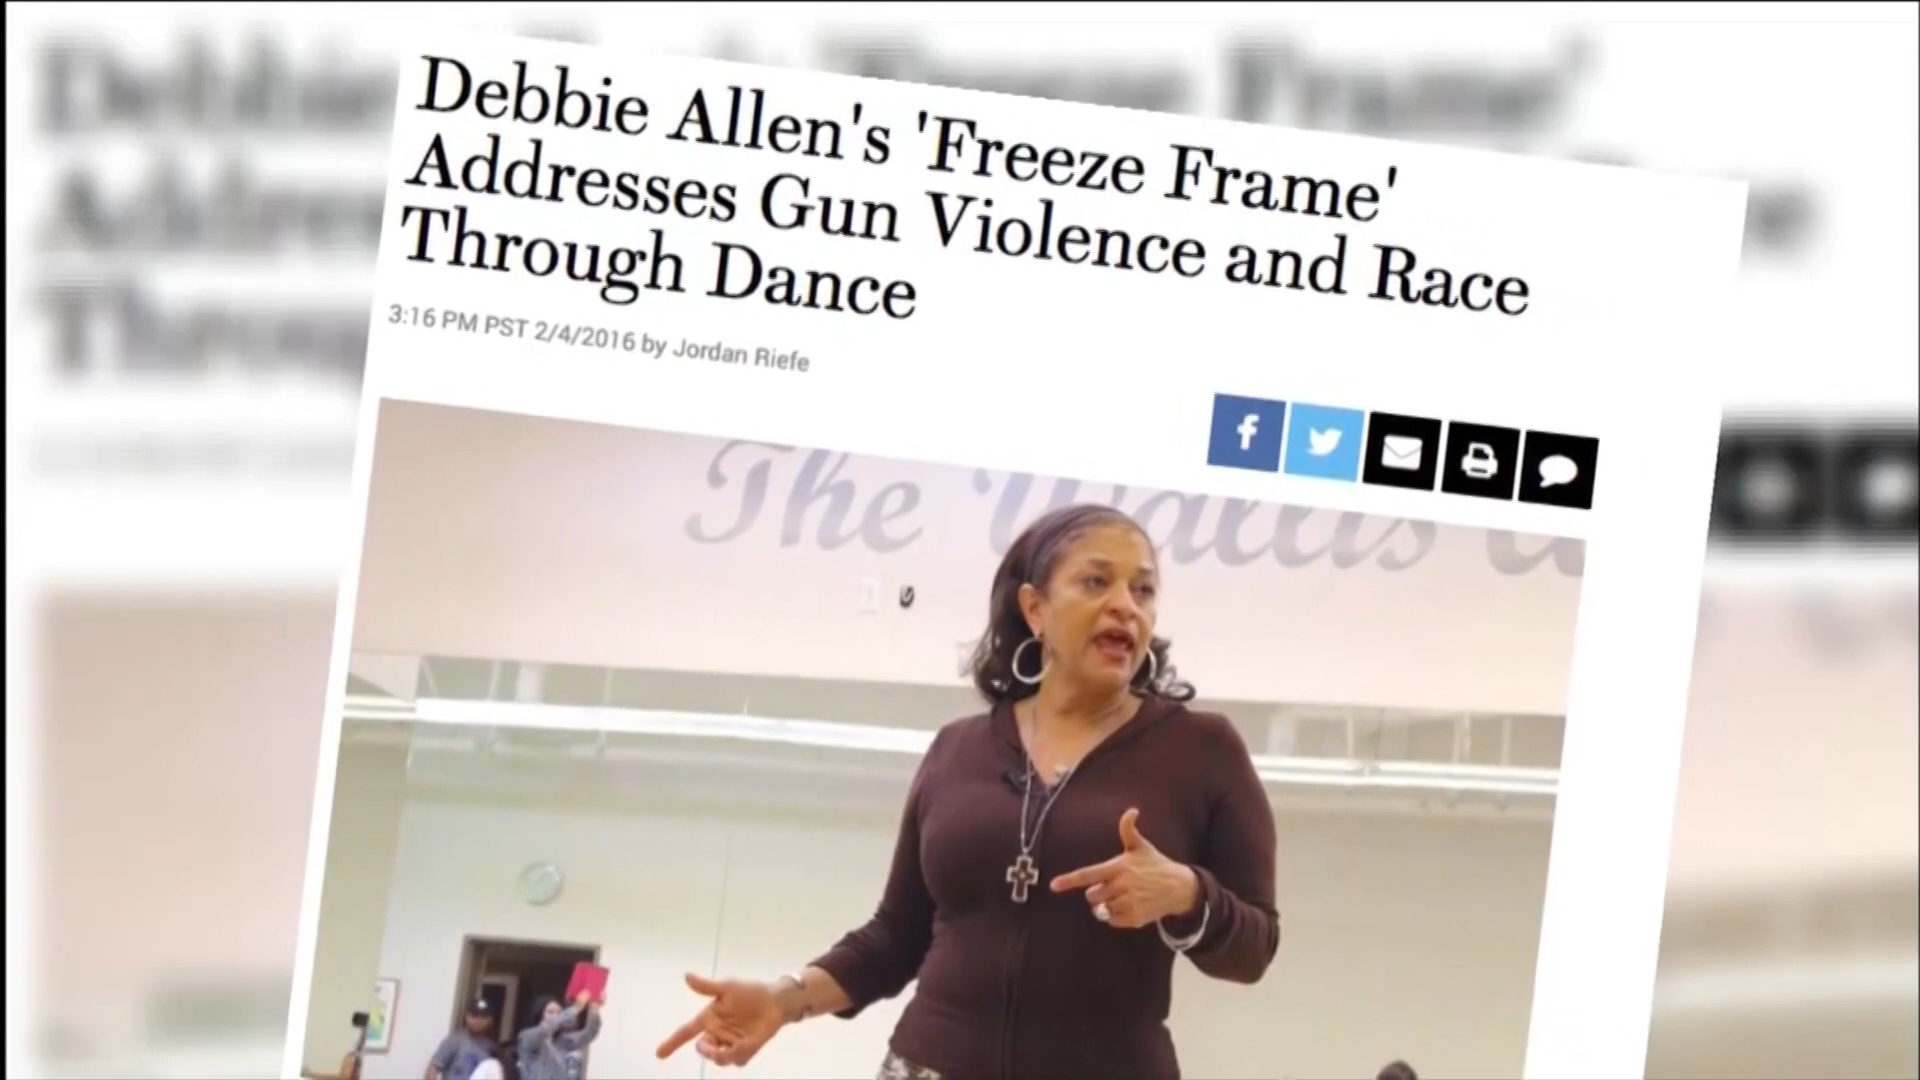 Debbie Allen's 'Freeze Frame'
Addresses Gun Violence and Race
Through Dance
3:16 PM PST 2/4/2016 by Jordan Riefe
The Wallis